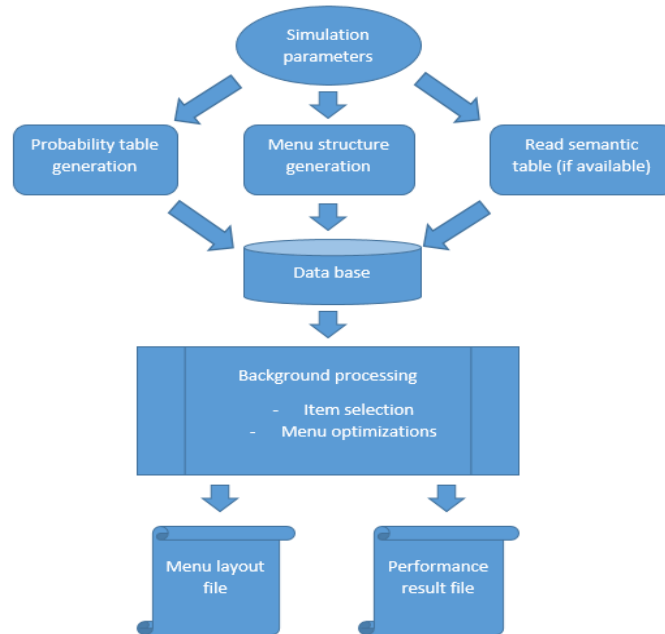 Simulation
parameters
Probability table
generation
Menu structure
generation
Read semantic
table (if available)
Data base
Background processing
- Item selection
- Menu optimizations
Menu layout
file
Performance
result file